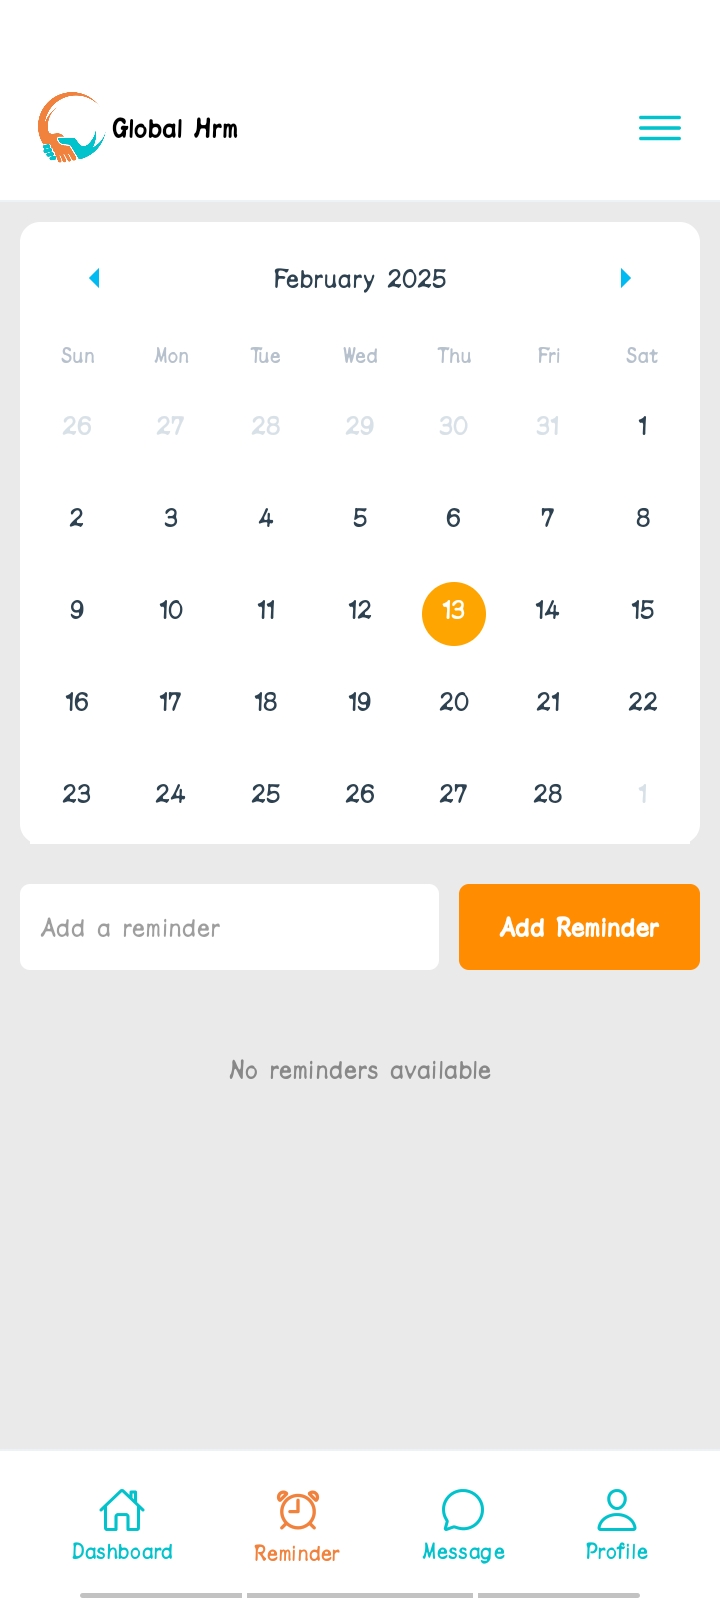 Global Hrm
February 2025
Sun Mon Tue Wed Thu Fri Sat
26 27 28 29 30 31 1
2 3 4 5 6 7 8
9 10 11 12 13 14 15
16 17 18 19 20 21 22
23 24 25 26 27 28 1
Add a reminder Add Reminder
No reminders available
Dashboard Reminder Message Profile